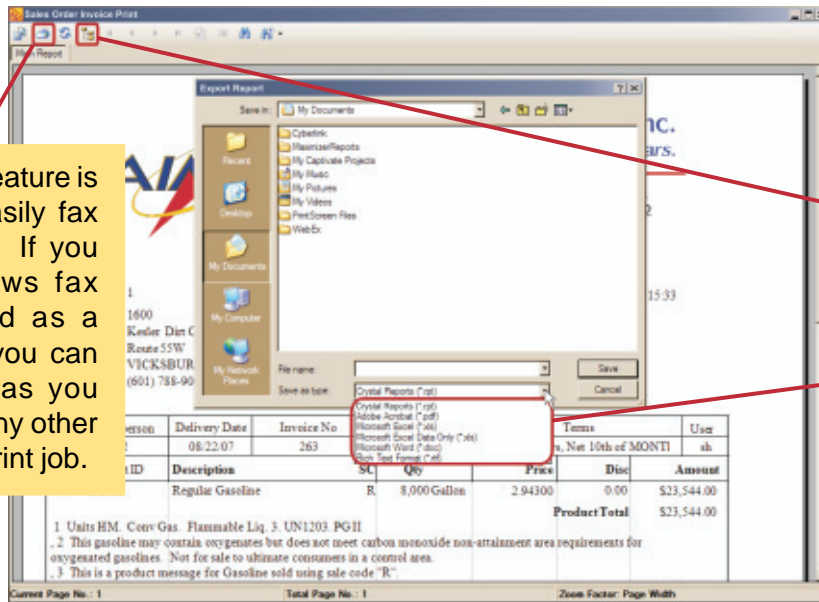 Sales Order Invoice Print
Main Report
Export Report
Save in: My Documents
Recent
Desktop
My Documents
My Computer
My Network
Places
Cyberlink
MaximizerReports
My Captivate Projects
My Music
My Pictures
My Videos
PrintScreen Files
WebEx
File name:
Save
Save as type: Crystal Reports (*.rpt)
Cancel
Crystal Reports (*.rpt)
Adobe Acrobat (*.pdf)
Microsoft Excel (*.xls)
Microsoft Excel Data Only (*.xls)
Microsoft Word (*.doc)
Rich Text Format (*.rtf)
eature is
asily fax
If you
ws fax
d as a
you can
as you
ny other
rint job.
nc.
ars.
2
15:33
1
1600
Kesler Dirt C
Route 55W
VICKSBUR
(601) 788-90
erson Delivery Date Invoice No Terms User
2 08/22/07 263 s, Net 10th of MONTI sh
t ID Description SC Qty Price Disc Amount
Regular Gasoline R 8,000 Gallon 2.94300 0.00 $23,544.00
Product Total $23,544.00
1 Units HM. Conv Gas. Flammable Liq. 3. UN1203. PGII
, 2 This gasoline may contain oxygenates but does not meet carbon monoxide non-attainment area requirements for
oxygenated gasolines. Not for sale to ultimate consumers in a control area.
, 3 This is a product message for Gasoline sold using sale code "R".
Current Page No.: 1 Total Page No.: 1 Zoom Factor: Page Width